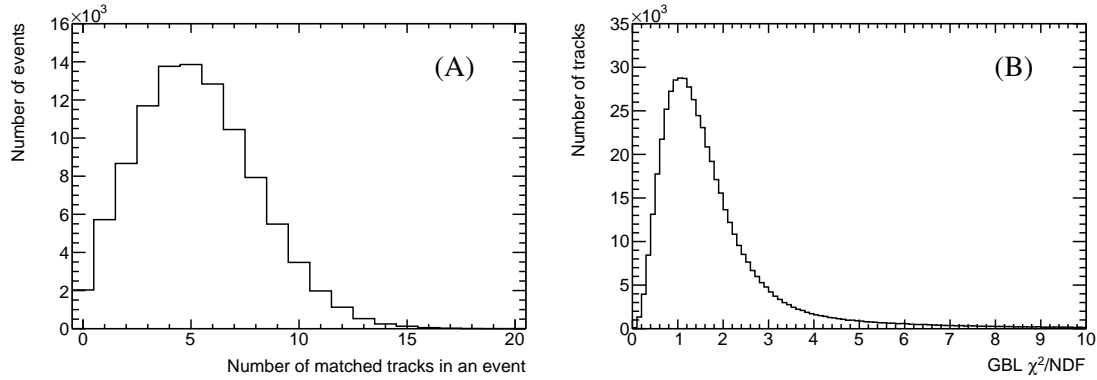 ×10³
16
14
12
10
8
6
4
2
0
Number of events
(A)
0 5 10 15 20
Number of matched tracks in an event
×10³
35
30
25
20
15
10
5
0
Number of tracks
(B)
0 1 2 3 4 5 6 7 8 9 10
GBL χ²/NDF